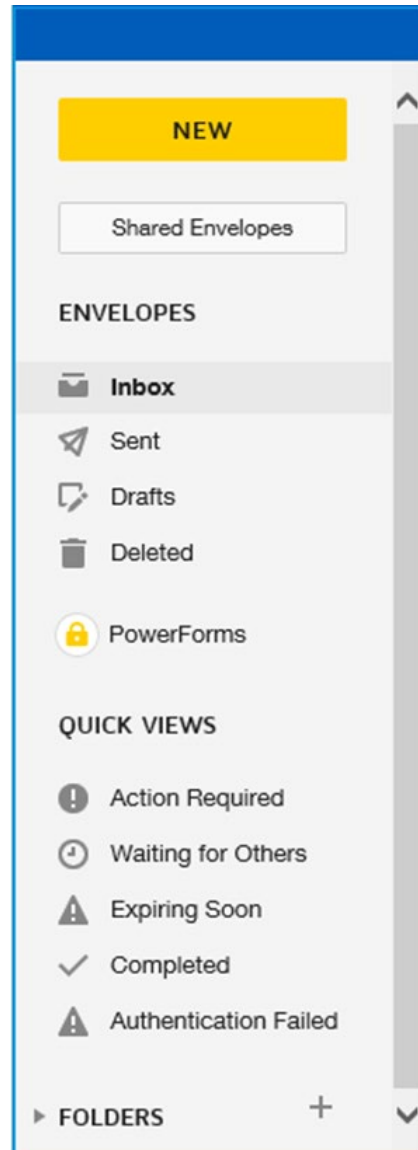 NEW
Shared Envelopes
ENVELOPES
Inbox
Sent
Drafts
Deleted
PowerForms
QUICK VIEWS
Action Required
Waiting for Others
Expiring Soon
Completed
Authentication Failed
FOLDERS +